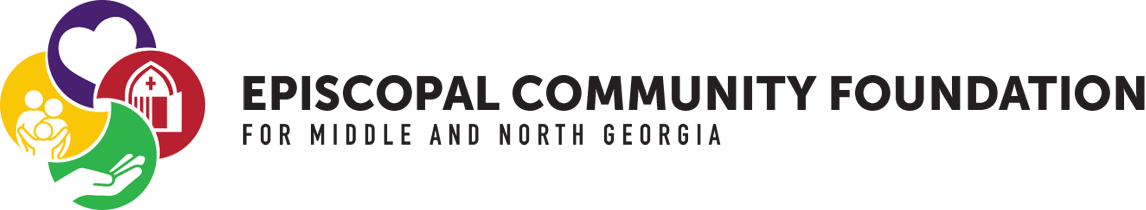 EPISCOPAL COMMUNITY FOUNDATION
FOR MIDDLE AND NORTH GEORGIA